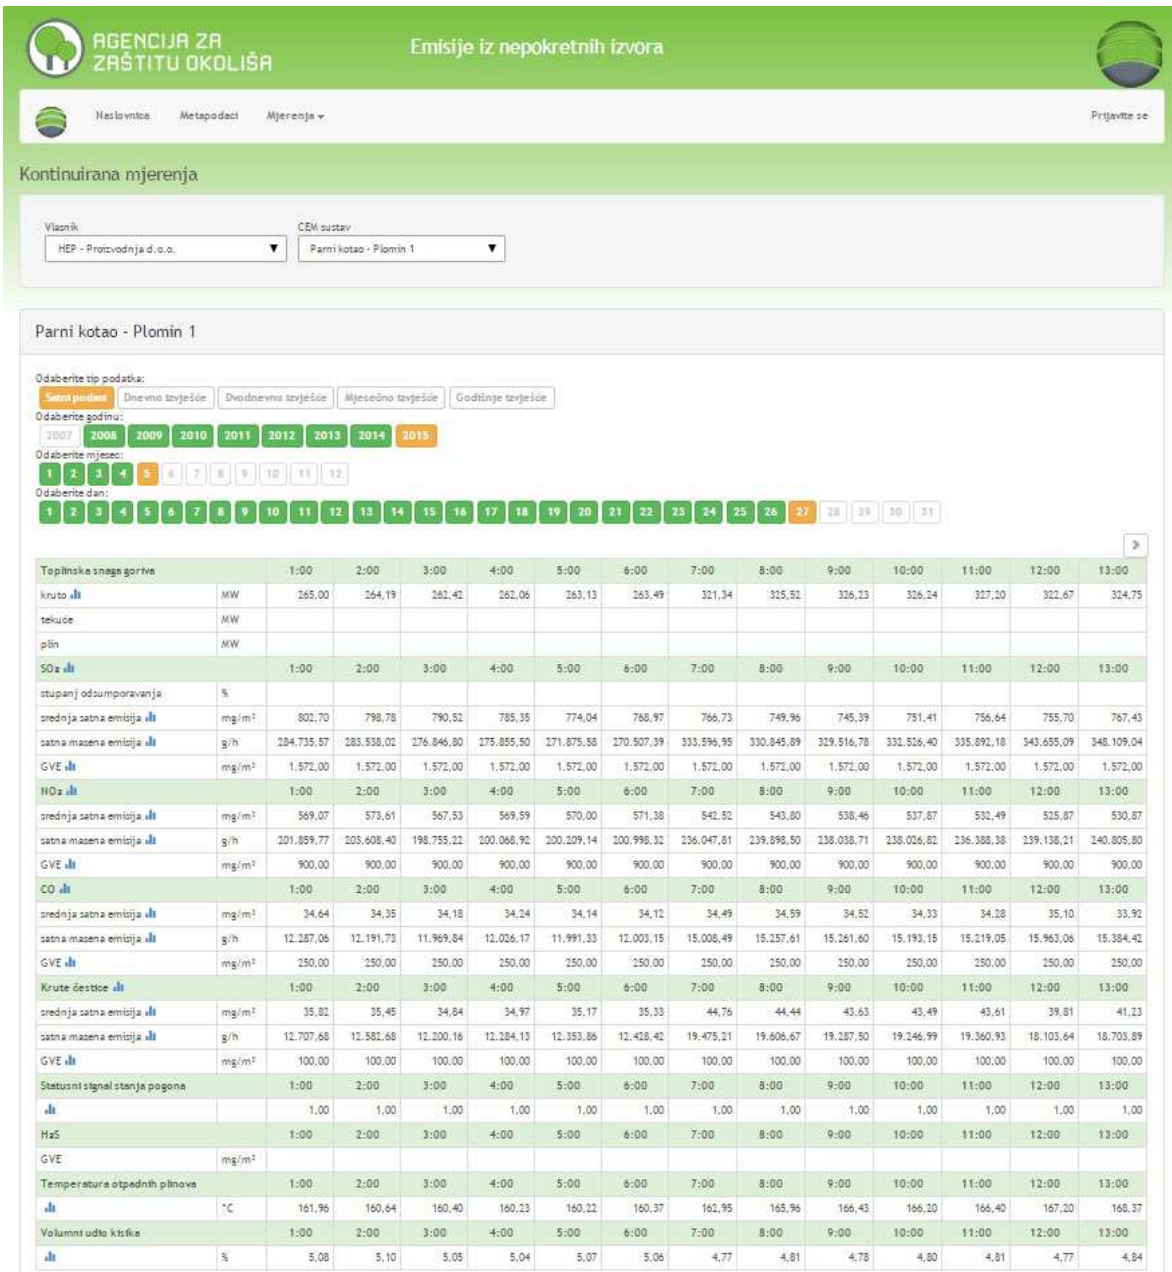 AGENCIJA ZA
ZAŠTITU OKOLIŠA
Emisije iz nepokretnih izvora
Naslovnica Metapodaci Mjerenja Prijavite se
Kontinuirana mjerenja
Vlasnik CEM sustav
HEP - Proizvodnja d.o.o. Parni kotao - Plomin 1
Parni kotao - Plomin 1
Odaberite tip podatka:
Satni podaci Dnevno izvješće Dvodnevno izvješće Mjesečno izvješće Godišnje izvješće
Odaberite godinu:
2007 2008 2009 2010 2011 2012 2013 2014 2015
Odaberite mjesec:
1 2 3 4 5 6 7 8 9 10 11 12
Odaberite dan:
1 2 3 4 5 6 7 8 9 10 11 12 13 14 15 16 17 18 19 20 21 22 23 24 25 26 27 28 29 30 31
Toplinska snaga goriva 1:00 2:00 3:00 4:00 5:00 6:00 7:00 8:00 9:00 10:00 11:00 12:00 13:00
kruto MW 265,00 264,19 262,42 262,06 263,13 263,49 321,34 325,52 326,23 326,24 327,20 322,67 324,75
tekuće MW
plin MW
SO₂ 1:00 2:00 3:00 4:00 5:00 6:00 7:00 8:00 9:00 10:00 11:00 12:00 13:00
stupanj odsumporavanja %
srednja satna emisija mg/m³ 802,70 798,78 790,52 785,35 774,04 768,97 766,73 749,96 745,39 751,41 756,64 755,70 767,43
satna masena emisija g/h 284.735,57 283.538,02 276.846,80 275.855,50 271.875,58 270.507,39 333.596,95 330.845,89 329.516,78 332.526,40 335.892,18 343.655,09 348.109,04
GVE mg/m³ 1.572,00 1.572,00 1.572,00 1.572,00 1.572,00 1.572,00 1.572,00 1.572,00 1.572,00 1.572,00 1.572,00 1.572,00 1.572,00
NO₂ 1:00 2:00 3:00 4:00 5:00 6:00 7:00 8:00 9:00 10:00 11:00 12:00 13:00
srednja satna emisija mg/m³ 569,07 573,61 567,53 569,59 570,00 571,38 542,52 543,80 538,46 537,87 532,49 525,87 530,87
satna masena emisija g/h 201.859,77 203.608,40 198.755,22 200.068,92 200.209,14 200.998,32 236.047,81 239.898,50 238.038,71 238.026,82 236.388,38 239.138,21 240.805,80
GVE mg/m³ 900,00 900,00 900,00 900,00 900,00 900,00 900,00 900,00 900,00 900,00 900,00 900,00 900,00
CO 1:00 2:00 3:00 4:00 5:00 6:00 7:00 8:00 9:00 10:00 11:00 12:00 13:00
srednja satna emisija mg/m³ 34,64 34,35 34,18 34,24 34,14 34,12 34,49 34,59 34,52 34,33 34,28 35,10 33,92
satna masena emisija g/h 12.287,06 12.191,73 11.969,84 12.026,17 11.991,33 12.003,15 15.008,49 15.257,61 15.261,60 15.193,15 15.219,05 15.963,06 15.384,42
GVE mg/m³ 250,00 250,00 250,00 250,00 250,00 250,00 250,00 250,00 250,00 250,00 250,00 250,00 250,00
Krute čestice 1:00 2:00 3:00 4:00 5:00 6:00 7:00 8:00 9:00 10:00 11:00 12:00 13:00
srednja satna emisija mg/m³ 35,82 35,45 34,84 34,97 35,17 35,33 44,76 44,44 43,63 43,49 43,61 39,81 41,23
satna masena emisija g/h 12.707,68 12.582,68 12.200,16 12.284,13 12.353,86 12.428,42 19.475,21 19.606,67 19.287,50 19.246,99 19.360,93 18.103,64 18.703,89
GVE mg/m³ 100,00 100,00 100,00 100,00 100,00 100,00 100,00 100,00 100,00 100,00 100,00 100,00 100,00
Statusni signal stanja pogona 1:00 2:00 3:00 4:00 5:00 6:00 7:00 8:00 9:00 10:00 11:00 12:00 13:00
1,00 1,00 1,00 1,00 1,00 1,00 1,00 1,00 1,00 1,00 1,00 1,00 1,00
H₂S 1:00 2:00 3:00 4:00 5:00 6:00 7:00 8:00 9:00 10:00 11:00 12:00 13:00
GVE mg/m³
Temperatura otpadnih plinova 1:00 2:00 3:00 4:00 5:00 6:00 7:00 8:00 9:00 10:00 11:00 12:00 13:00
°C 161,96 160,64 160,40 160,23 160,22 160,37 162,95 165,96 166,43 166,20 166,40 167,20 168,37
Volumni udio kisika 1:00 2:00 3:00 4:00 5:00 6:00 7:00 8:00 9:00 10:00 11:00 12:00 13:00
% 5,08 5,10 5,05 5,04 5,07 5,06 4,77 4,81 4,78 4,80 4,81 4,77 4,84